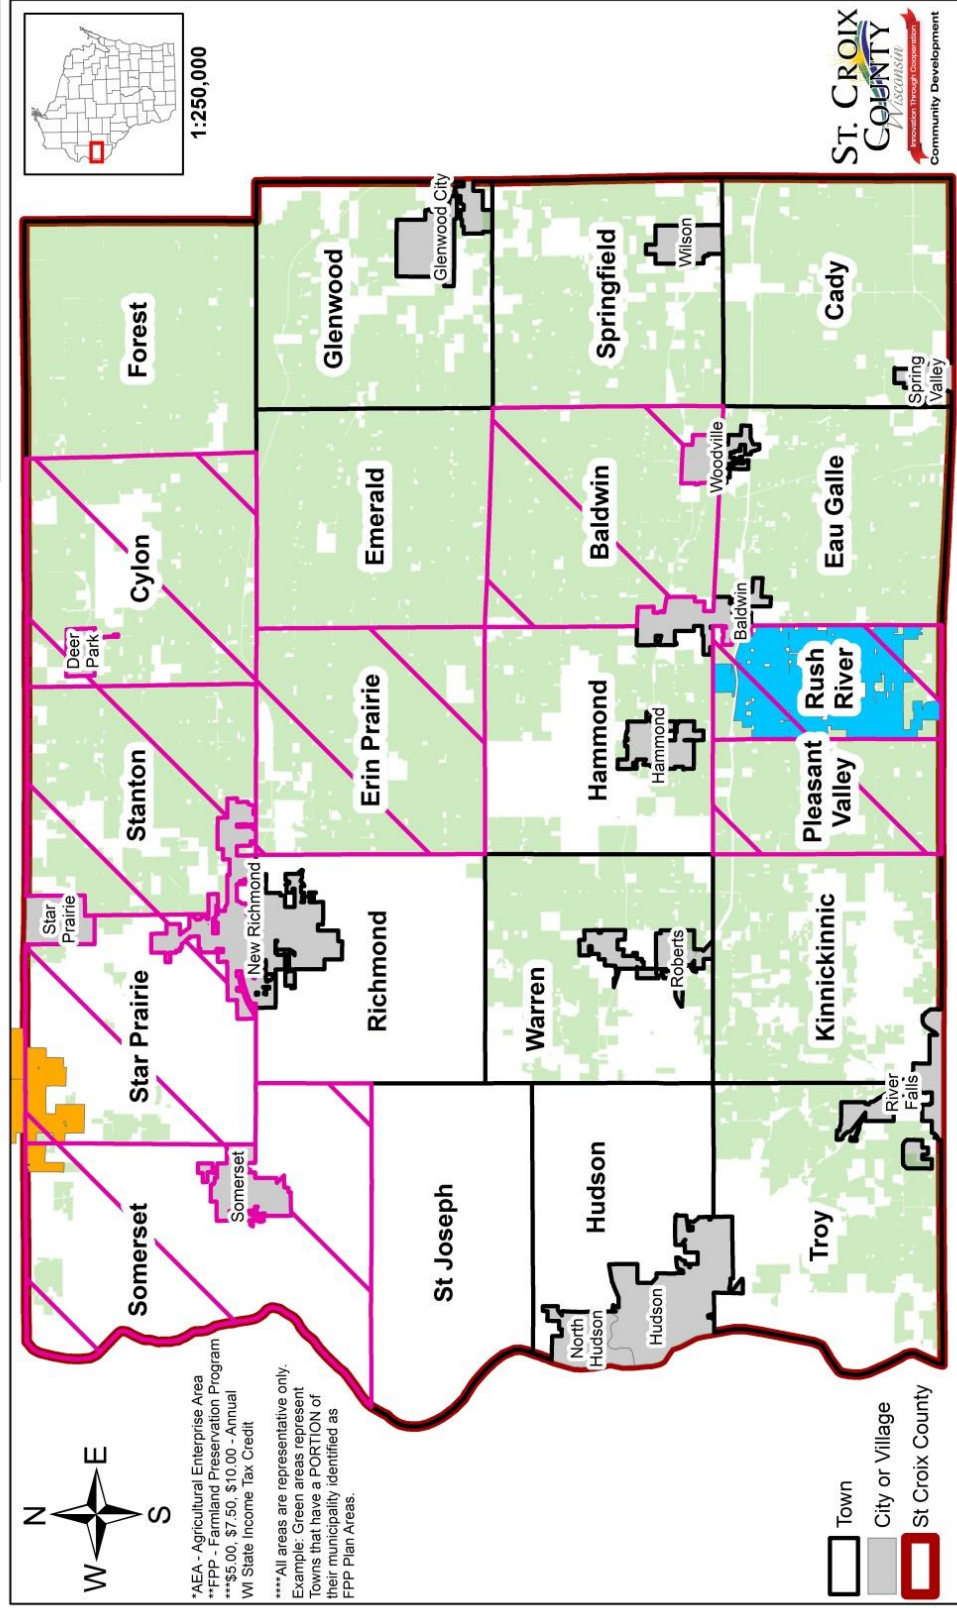 1:250,000
N
W E
S
*AEA - Agricultural Enterprise Area
**FPP - Farmland Preservation Program
***$5.00, $7.50, $10.00 - Annual
WI State Income Tax Credit
****All areas are representative only.
Example: Green areas represent
Towns that have a PORTION of
their municipality identified as
FPP Plan Areas.
Somerset
Star Prairie
Star
Prairie
Stanton
Deer
Park
Cylon
Forest
Somerset
New Richmond
Richmond
Erin Prairie
Emerald
Glenwood
Glenwood City
St Joseph
Hudson
North
Hudson
Hudson
Warren
Roberts
Hammond
Hammond
Baldwin
Baldwin
Woodville
Springfield
Wilson
Troy
River
Falls
Kinnickinnic
Pleasant
Valley
Rush
River
Eau Galle
Cady
Spring
Valley
Town
City or Village
St Croix County
ST. CROIX
COUNTY
Wisconsin
Innovation Through Cooperation
Community Development